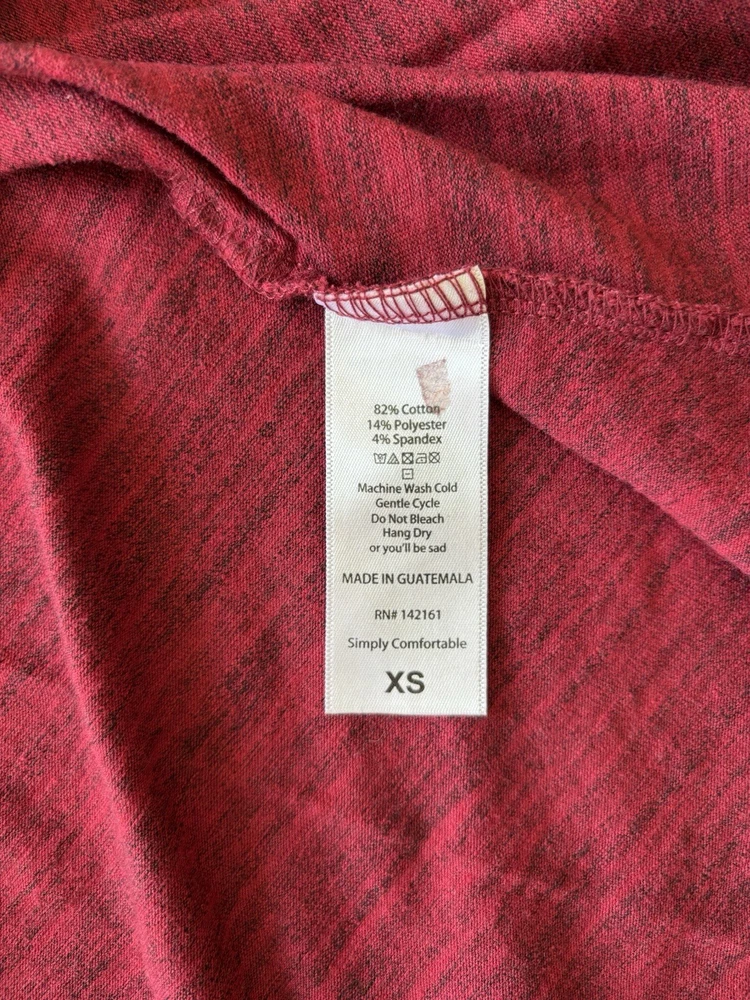 82% Cotton
14% Polyester
4% Spandex
Machine Wash Cold
Gentle Cycle
Do Not Bleach
Hang Dry
or you'll be sad
MADE IN GUATEMALA
RN# 142161
Simply Comfortable
XS